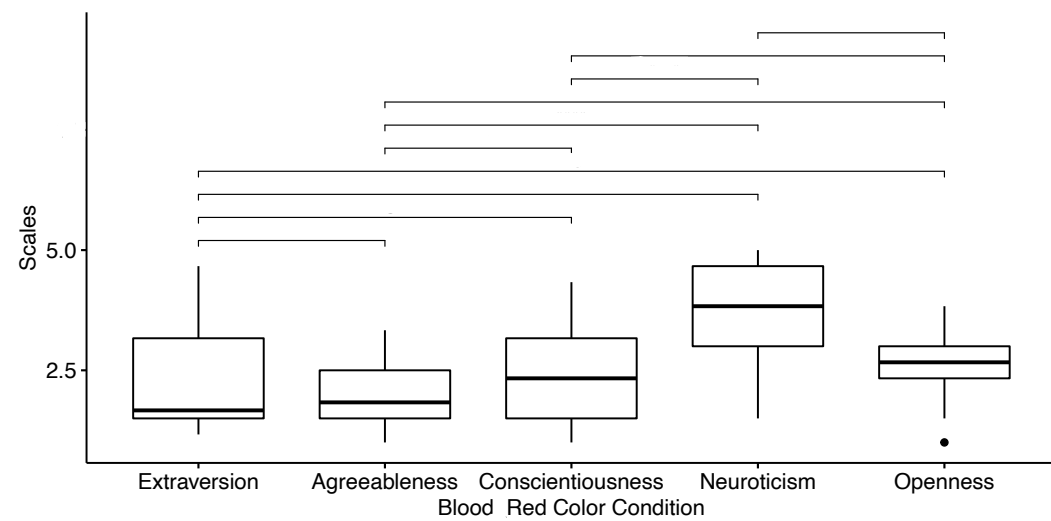 Scales
5.0
2.5
Extraversion Agreeableness Conscientiousness Neuroticism Openness
Blood Red Color Condition